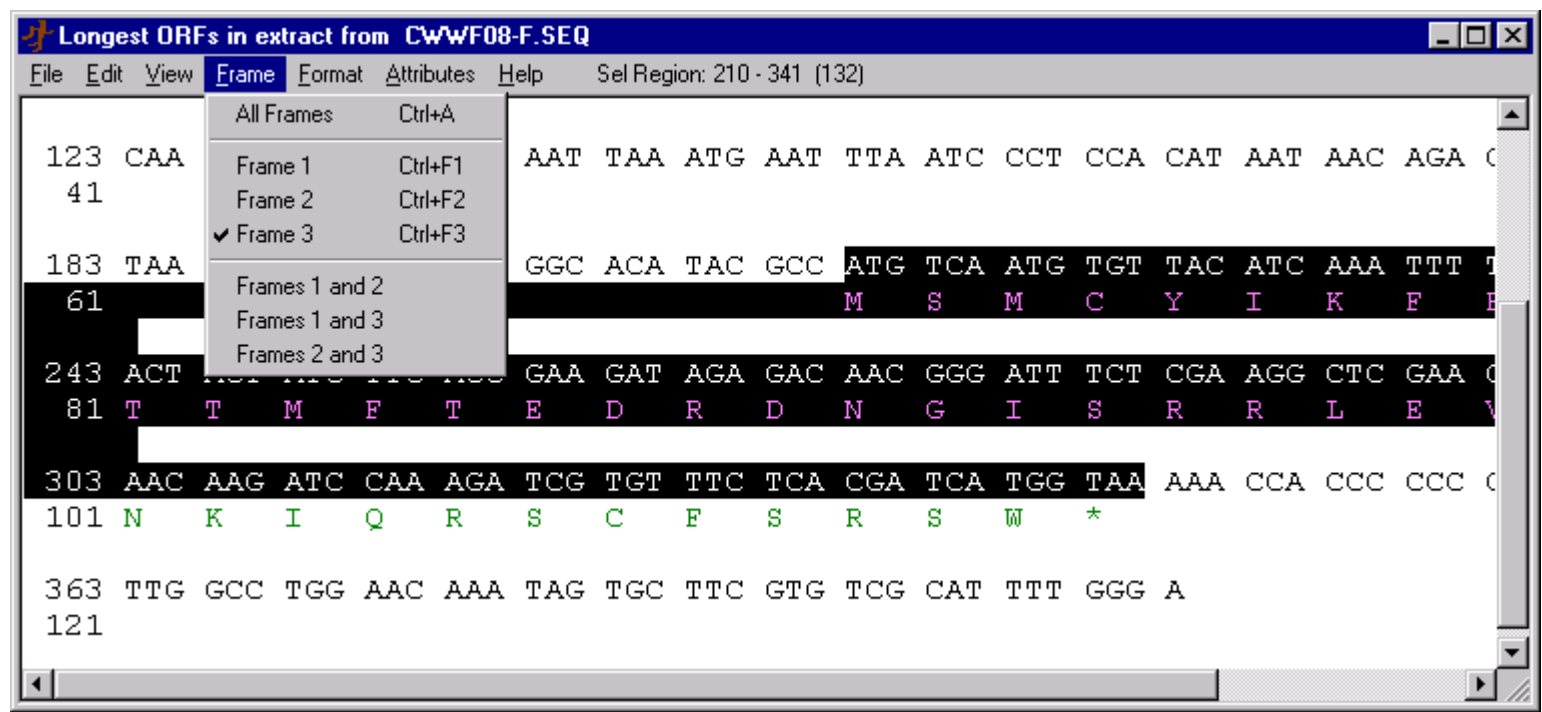 Longest ORFs in extract from CWWF08-F.SEQ
File Edit View Frame Format Attributes Help Sel Region: 210 - 341 (132)
All Frames Ctrl+A
Frame 1 Ctrl+F1
Frame 2 Ctrl+F2
✓ Frame 3 Ctrl+F3
Frames 1 and 2
Frames 1 and 3
Frames 2 and 3
123 CAA AAT TAA ATG AAT TTA ATC CCT CCA CAT AAT AAC AGA
41
183 TAA GGC ACA TAC GCC ATG TCA ATG TGT TAC ATC AAA TTT
61 M S M C Y I K F
243 ACT GAA GAT AGA GAC AAC GGG ATT TCT CGA AGG CTC GAA
81 T T M F T E D R D N G I S R R L E
303 AAC AAG ATC CAA AGA TCG TGT TTC TCA CGA TCA TGG TAA AAA CCA CCC CCC
101 N K I Q R S C F S R S W *
363 TTG GCC TGG AAC AAA TAG TGC TTC GTG TCG CAT TTT GGG A
121